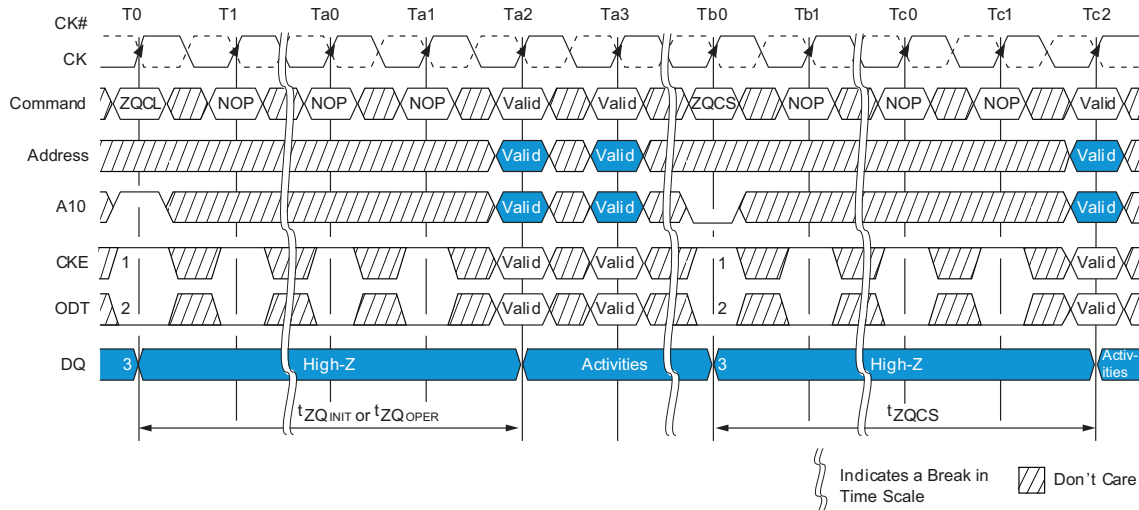 T0 T1 Ta0 Ta1 Ta2 Ta3 Tb0 Tb1 Tc0 Tc1 Tc2
CK#
CK
Command ZQCL NOP NOP NOP Valid Valid ZQCS NOP NOP NOP Valid
Address Valid Valid Valid
A10 Valid Valid Valid
CKE 1 Valid Valid 1 Valid
ODT 2 Valid Valid 2 Valid
DQ 3 High-Z Activities 3 High-Z Activ-
ities
tZQINIT or tZQOPER tZQCS
Indicates a Break in
Time Scale
Don't Care